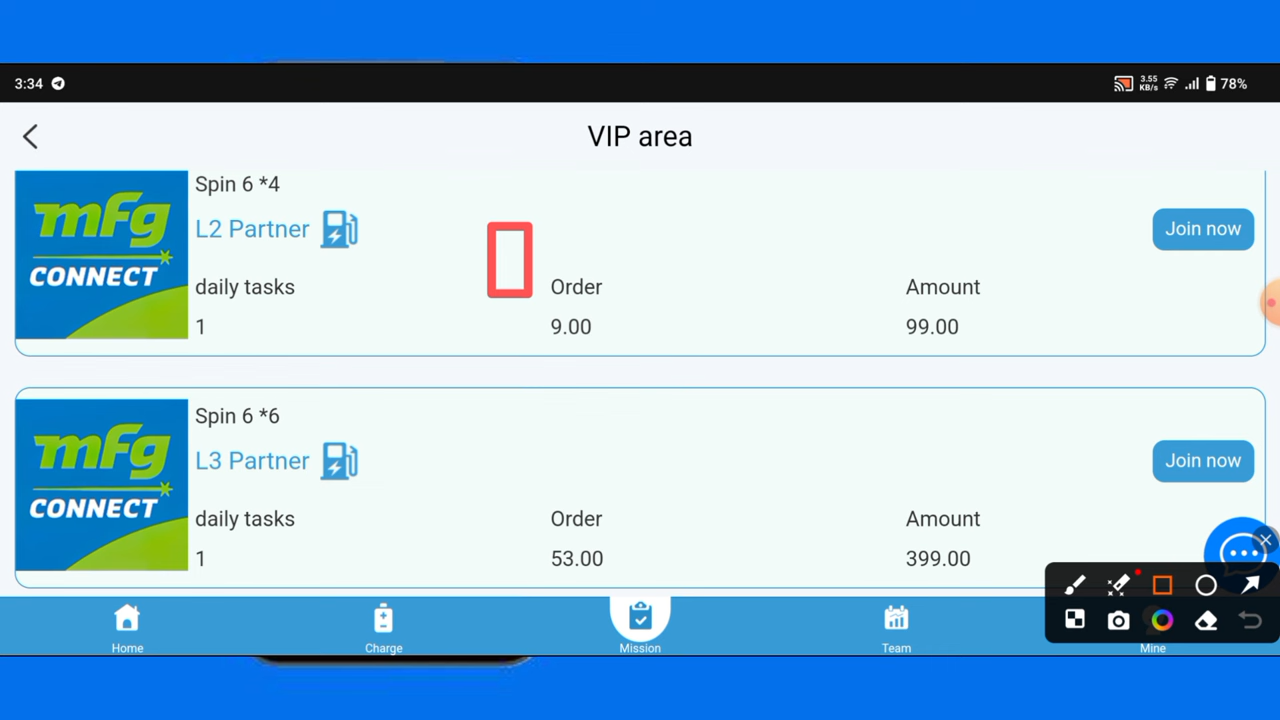 3:34
3.55
KB/s
78%
VIP area
mfg
CONNECT
Spin 6 *4
L2 Partner
Join now
daily tasks
Order
Amount
1
9.00
99.00
mfg
CONNECT
Spin 6 *6
L3 Partner
Join now
daily tasks
Order
Amount
1
53.00
399.00
Home
Charge
Mission
Team
Mine